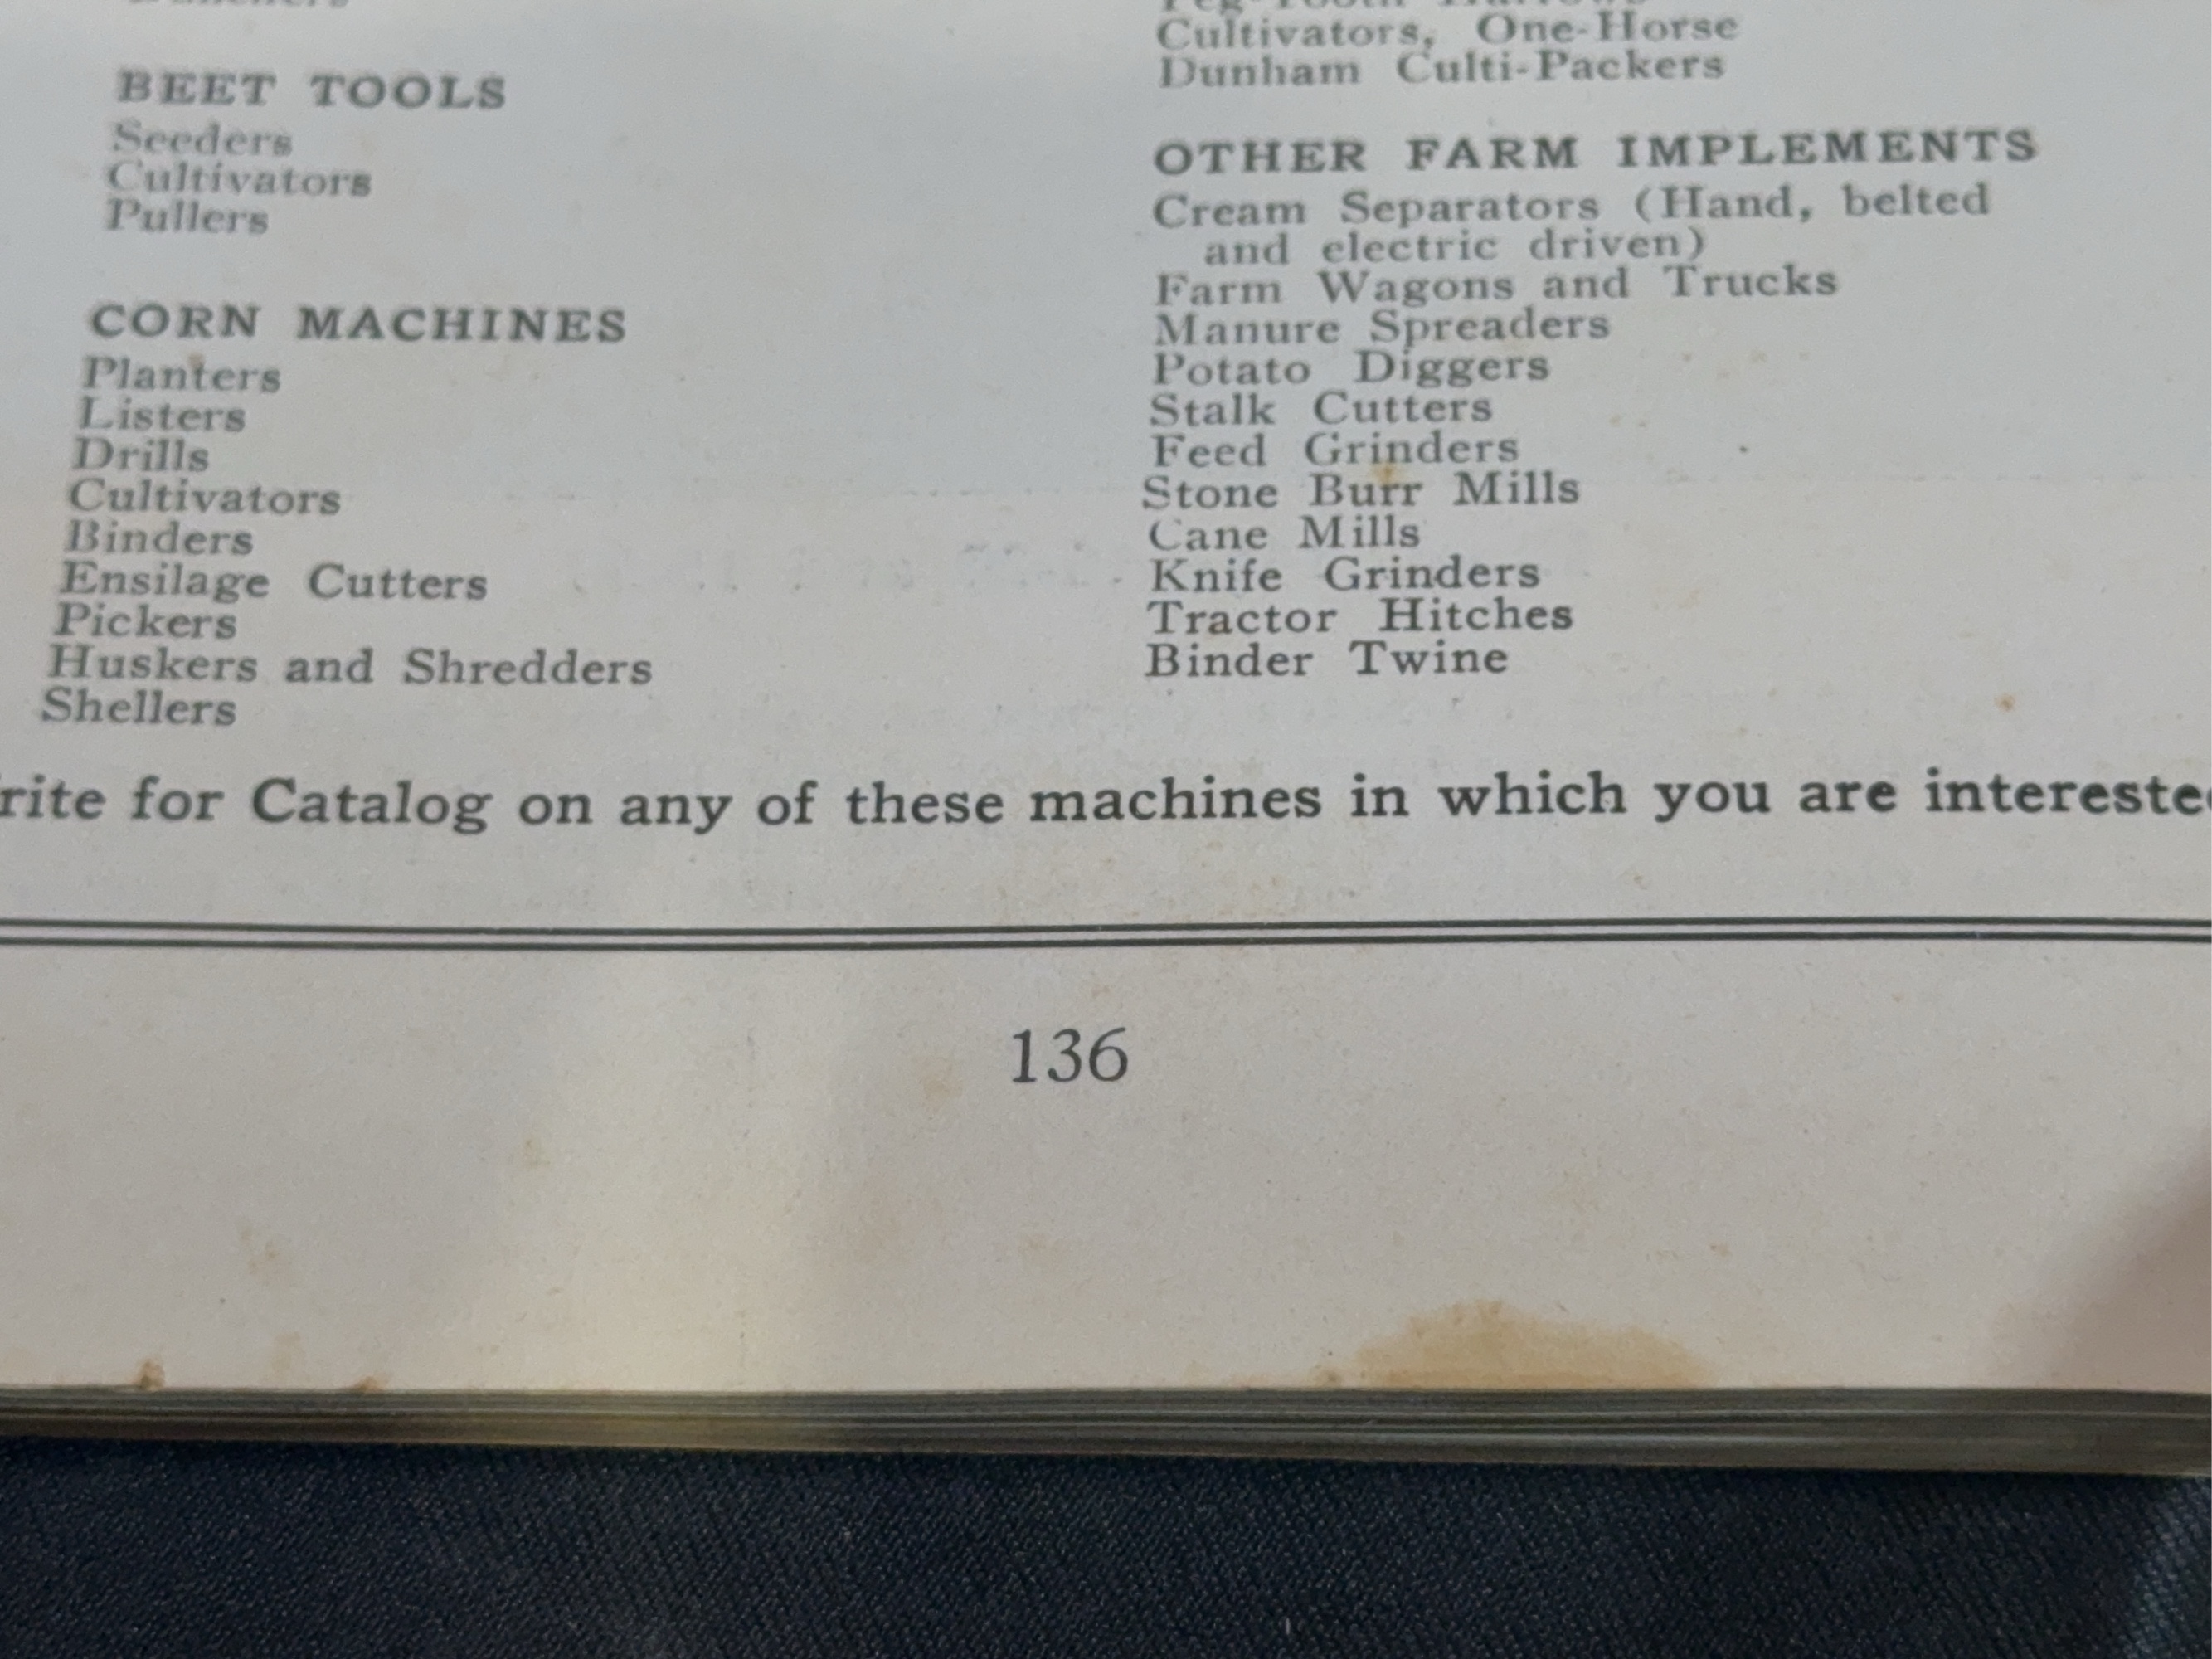 Cultivators, One-Horse
Dunham Culti-Packers
BEET TOOLS
Seeders
Cultivators
Pullers
CORN MACHINES
Planters
Listers
Drills
Cultivators
Binders
Ensilage Cutters
Pickers
Huskers and Shredders
Shellers
OTHER FARM IMPLEMENTS
Cream Separators (Hand, belted
and electric driven)
Farm Wagons and Trucks
Manure Spreaders
Potato Diggers
Stalk Cutters
Feed Grinders
Stone Burr Mills
Cane Mills
Knife Grinders
Tractor Hitches
Binder Twine
rite for Catalog on any of these machines in which you are intereste
136